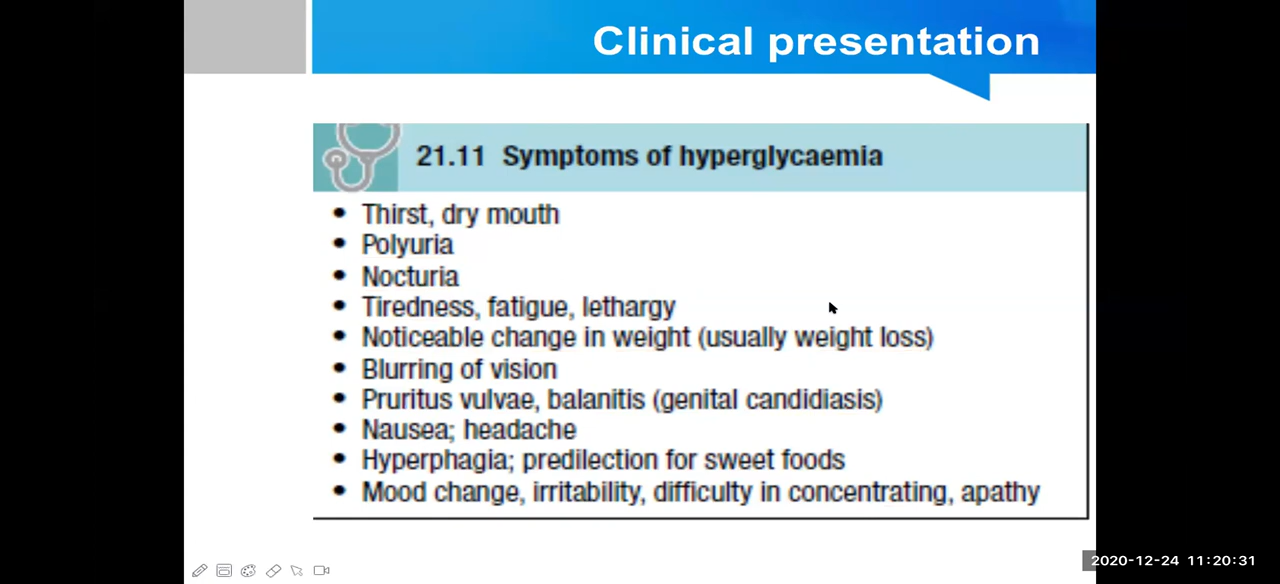 Clinical presentation
21.11 Symptoms of hyperglycaemia
• Thirst, dry mouth
• Polyuria
• Nocturia
• Tiredness, fatigue, lethargy
• Noticeable change in weight (usually weight loss)
• Blurring of vision
• Pruritus vulvae, balanitis (genital candidiasis)
• Nausea; headache
• Hyperphagia; predilection for sweet foods
• Mood change, irritability, difficulty in concentrating, apathy
2020-12-24 11:20:31